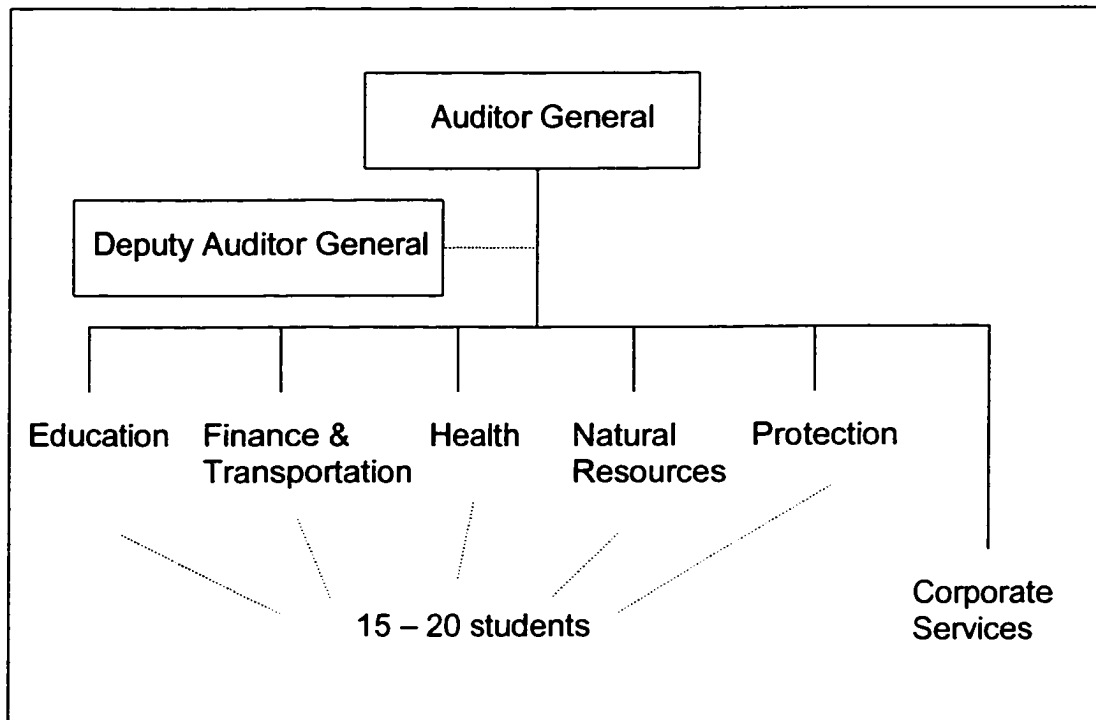 Auditor General
Deputy Auditor General
Education
Finance &
Transportation
Health
Natural
Resources
Protection
Corporate
Services
15 – 20 students